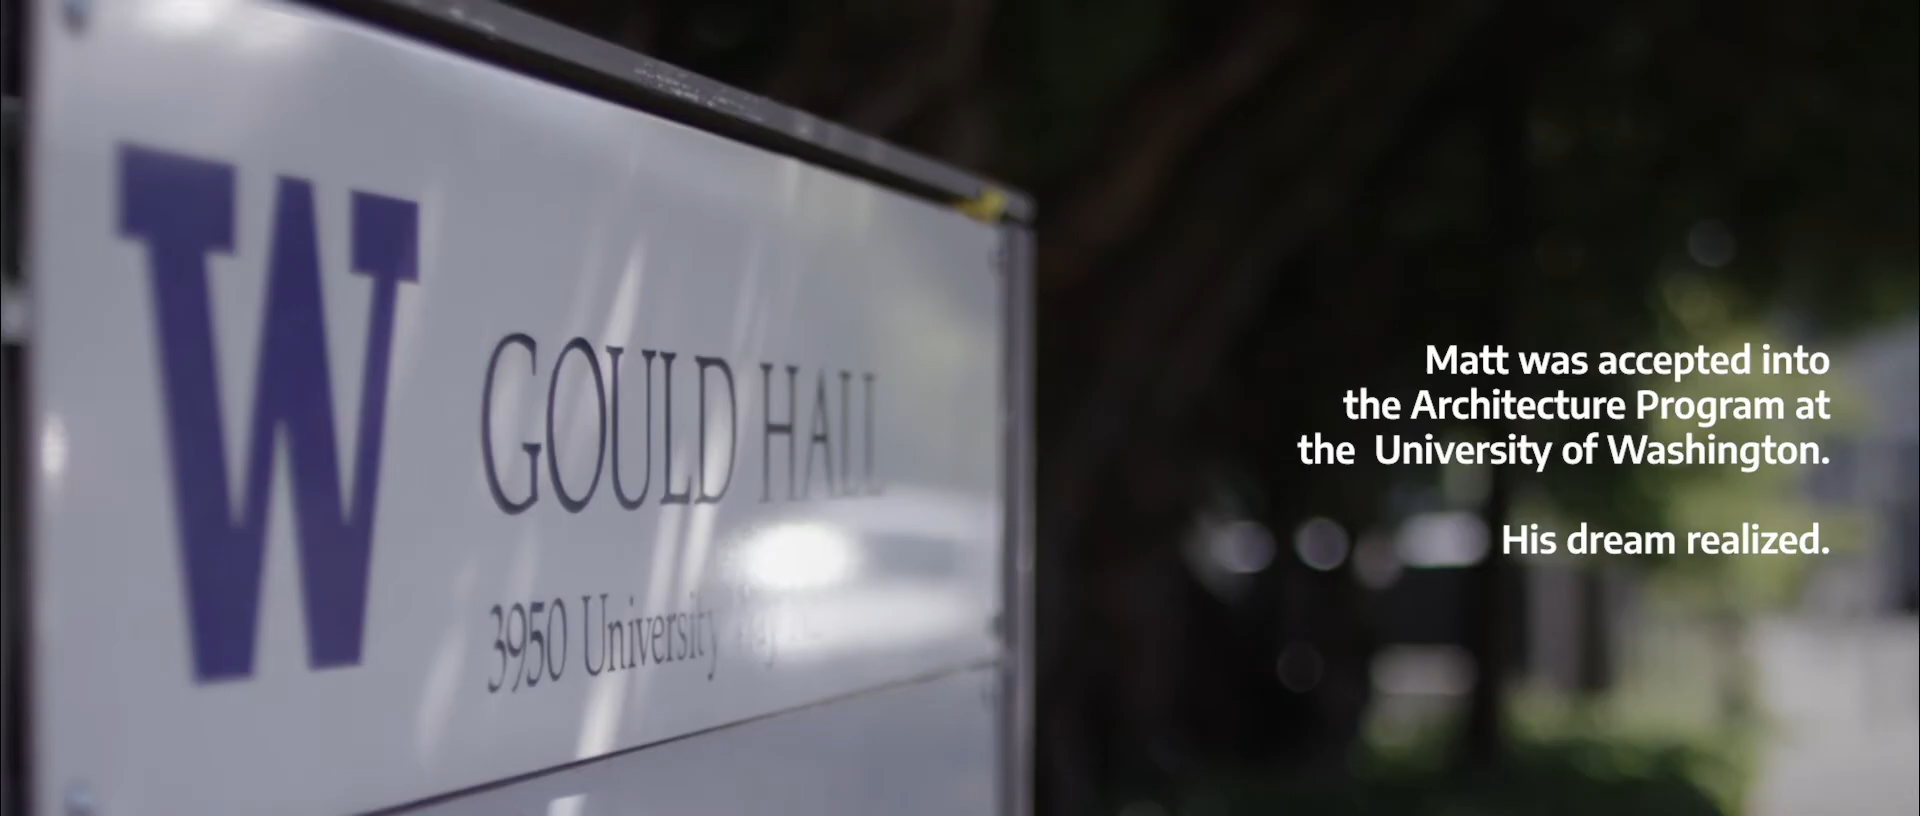 W
GOULD HALL
3950 University
Matt was accepted into
the Architecture Program at
the  University of Washington.
His dream realized.